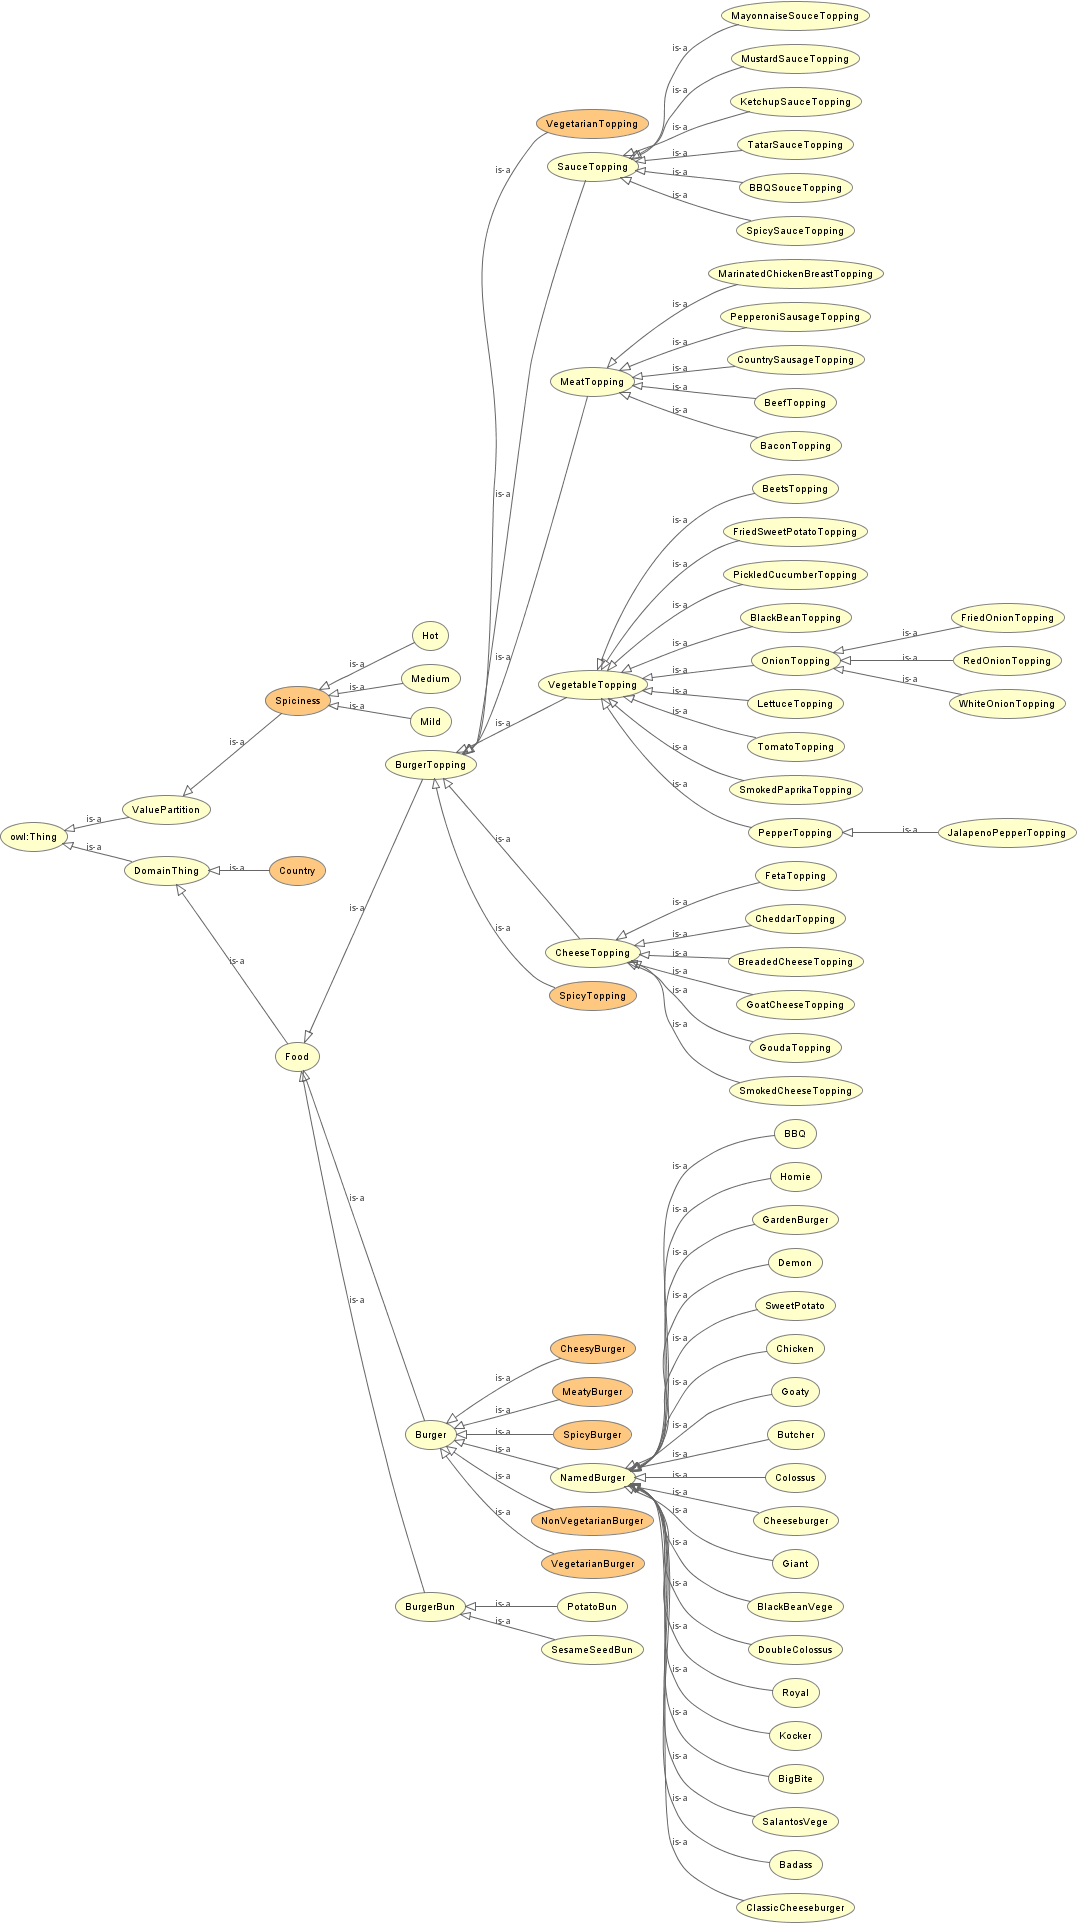 MayonnaiseSouceTopping
is-a
MustardSauceTopping
is-a
KetchupSauceTopping
VegetarianTopping
is-a
TatarSauceTopping
is-a
SauceTopping
is-a
is-a
BBQSouceTopping
is-a
SpicySauceTopping
MarinatedChickenBreastTopping
is-a
PepperoniSausageTopping
is-a
CountrySausageTopping
is-a
MeatTopping
is-a
BeefTopping
is-a
BaconTopping
BeetsTopping
is-a
is-a
FriedSweetPotatoTopping
is-a
PickledCucumberTopping
is-a
BlackBeanTopping
FriedOnionTopping
is-a
Hot
is-a
is-a
is-a
OnionTopping
is-a
RedOnionTopping
is-a
is-a
Medium
VegetableTopping
is-a
is-a
Spiciness
is-a
LettuceTopping
WhiteOnionTopping
is-a
is-a
Mild
is-a
TomatoTopping
is-a
BurgerTopping
is-a
SmokedPaprikaTopping
ValuePartition
is-a
owl:Thing
is-a
PepperTopping
is-a
JalapenoPepperTopping
is-a
DomainThing
is-a
Country
FetaTopping
is-a
is-a
CheddarTopping
is-a
is-a
CheeseTopping
is-a
BreadedCheeseTopping
is-a
is-a
SpicyTopping
is-a
GoatCheeseTopping
is-a
GoudaTopping
Food
SmokedCheeseTopping
BBQ
is-a
Homie
is-a
is-a
GardenBurger
is-a
Demon
is-a
is-a
SweetPotato
is-a
CheesyBurger
Chicken
is-a
is-a
MeatyBurger
Goaty
is-a
is-a
Burger
is-a
SpicyBurger
Butcher
is-a
is-a
NamedBurger
is-a
Colossus
is-a
is-a
NonVegetarianBurger
Cheeseburger
is-a
is-a
VegetarianBurger
Giant
is-a
BurgerBun
is-a
PotatoBun
BlackBeanVege
is-a
is-a
SesameSeedBun
DoubleColossus
is-a
Royal
is-a
Kocker
is-a
BigBite
is-a
SalantosVege
is-a
Badass
is-a
ClassicCheeseburger